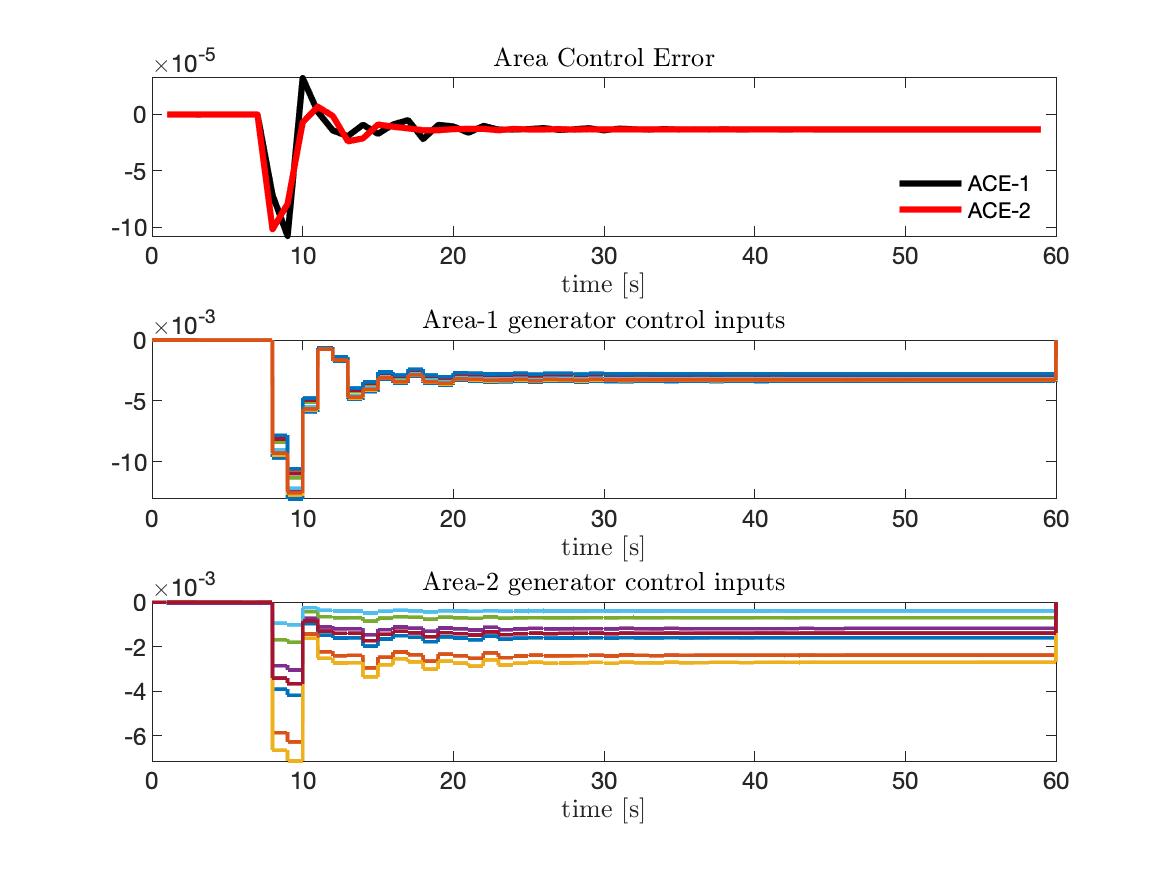 Area Control Error
×10⁻⁵
0
-5
-10
0 10 20 30 40 50 60
time [s]
ACE-1
ACE-2
Area-1 generator control inputs
×10⁻³
0
-5
-10
0 10 20 30 40 50 60
time [s]
Area-2 generator control inputs
×10⁻³
0
-2
-4
-6
0 10 20 30 40 50 60
time [s]